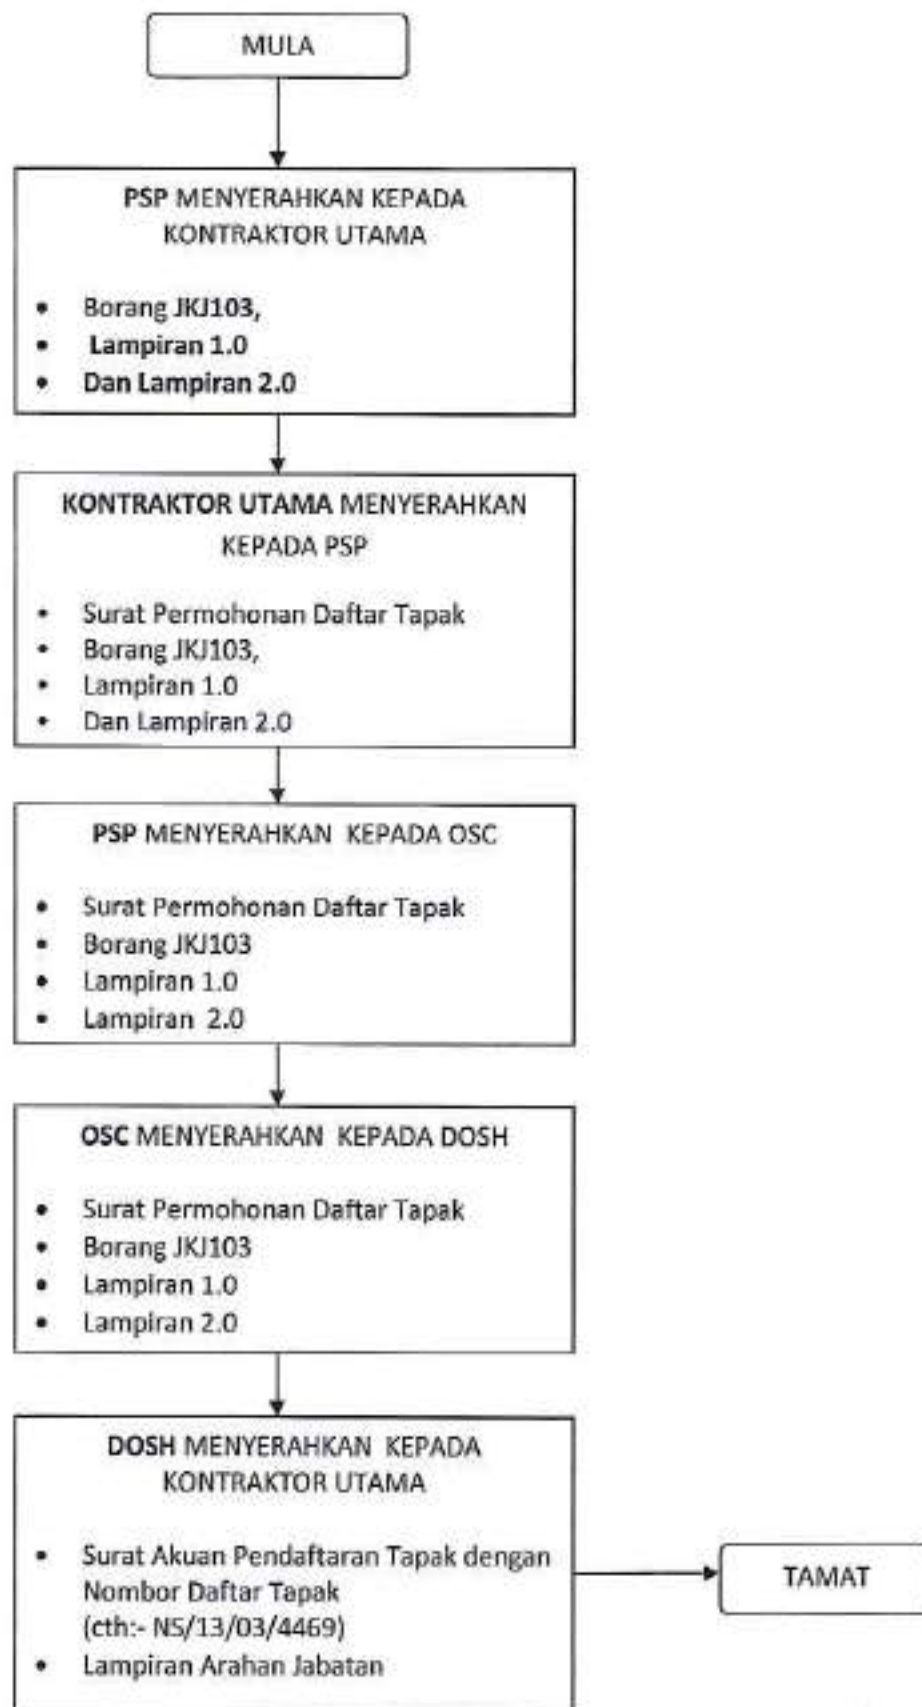 MULA
PSP MENYERAHKAN KEPADA
KONTRAKTOR UTAMA
• Borang JKJ103,
• Lampiran 1.0
• Dan Lampiran 2.0
KONTRAKTOR UTAMA MENYERAHKAN
KEPADA PSP
• Surat Permohonan Daftar Tapak
• Borang JKJ103,
• Lampiran 1.0
• Dan Lampiran 2.0
PSP MENYERAHKAN KEPADA OSC
• Surat Permohonan Daftar Tapak
• Borang JKJ103
• Lampiran 1.0
• Lampiran 2.0
OSC MENYERAHKAN KEPADA DOSH
• Surat Permohonan Daftar Tapak
• Borang JKJ103
• Lampiran 1.0
• Lampiran 2.0
DOSH MENYERAHKAN KEPADA
KONTRAKTOR UTAMA
• Surat Akuan Pendaftaran Tapak dengan
Nombor Daftar Tapak
(cth:- NS/13/03/4469)
• Lampiran Arahan Jabatan
TAMAT